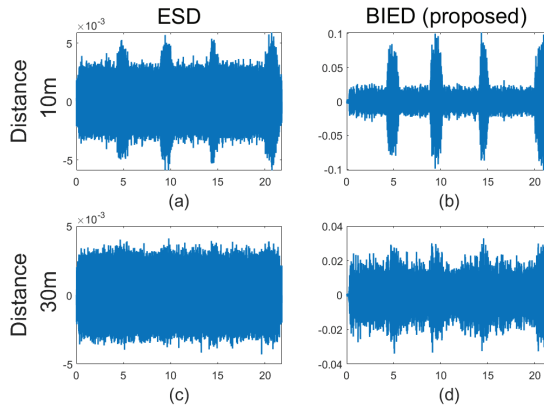 ESD
BIED (proposed)
Distance
10m
×10⁻³
5
0
-5
0 5 10 15 20
(a)
0.1
0.05
0
-0.05
-0.1
0 5 10 15 20
(b)
Distance
30m
×10⁻³
5
0
-5
0 5 10 15 20
(c)
0.04
0.02
0
-0.02
-0.04
0 5 10 15 20
(d)